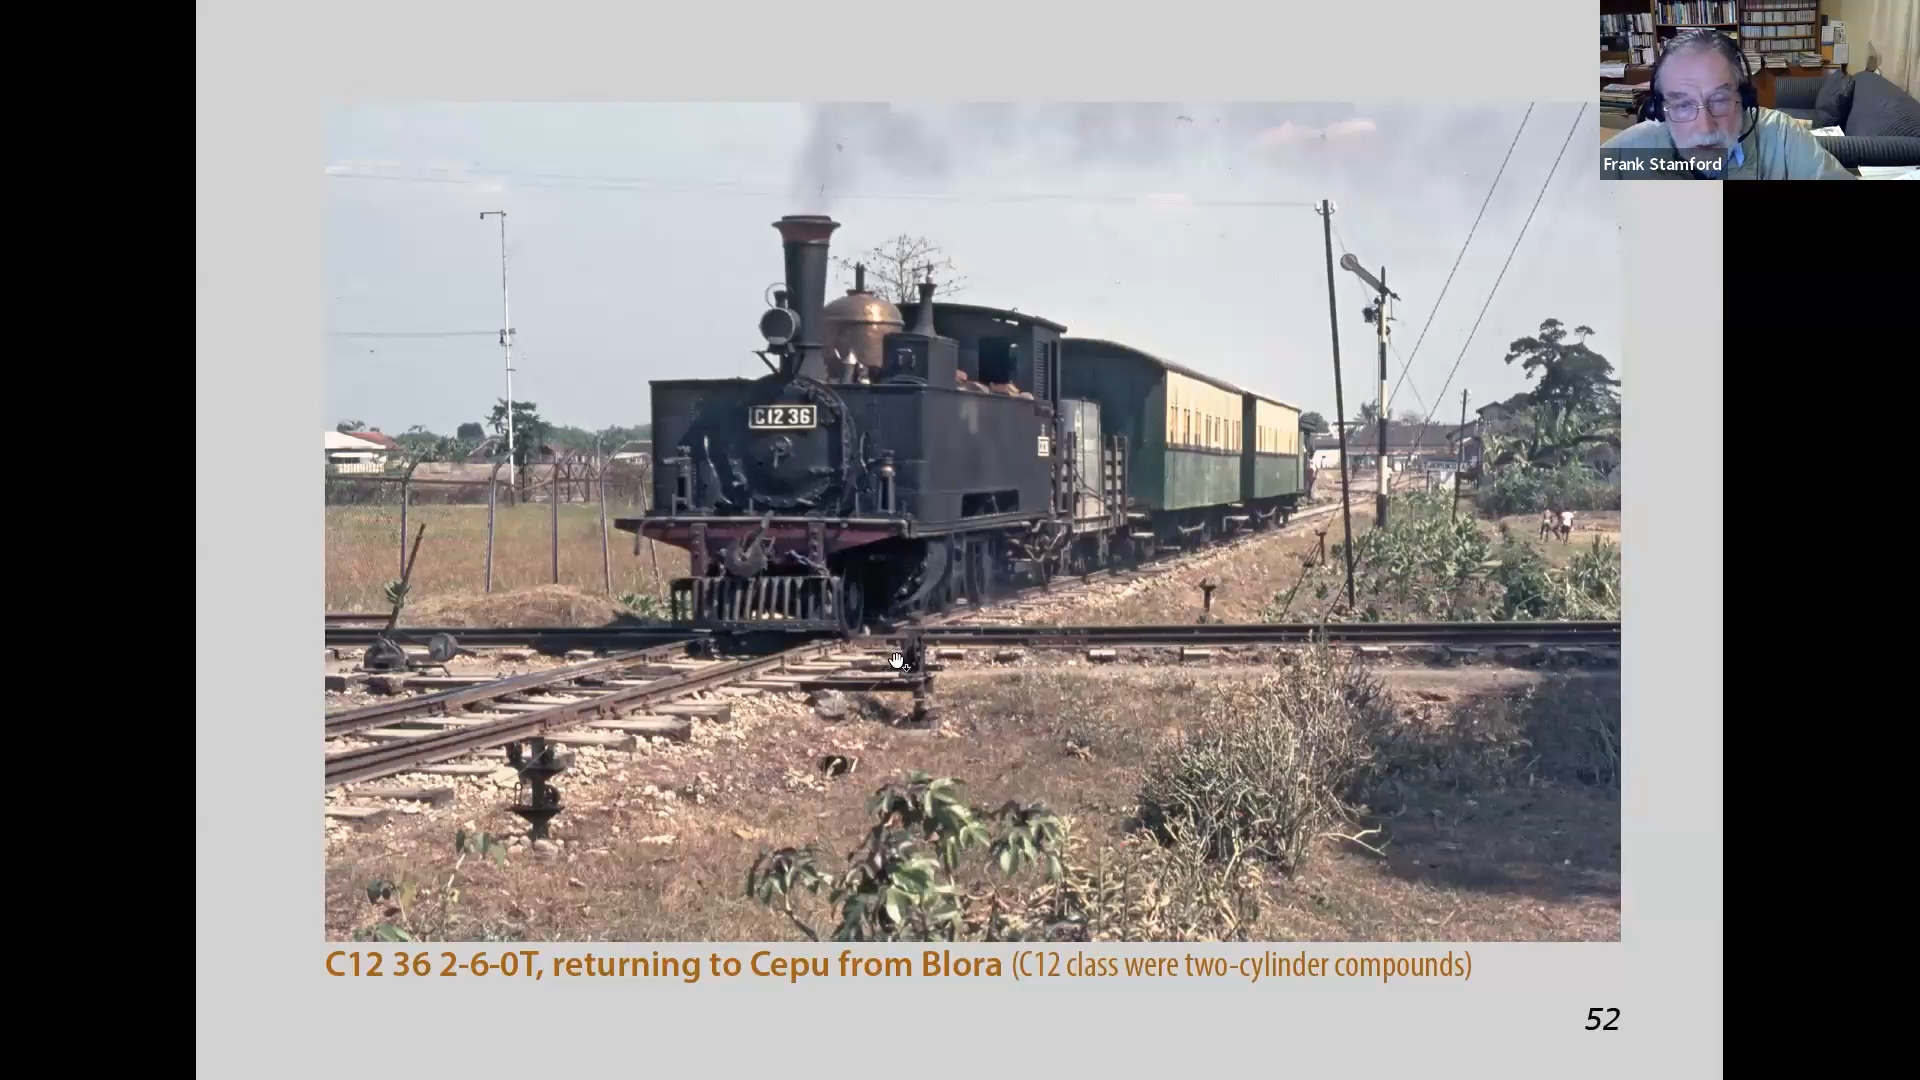 Frank Stamford
C12 36
C12 36 2-6-0T, returning to Cepu from Blora (C12 class were two-cylinder compounds)
52